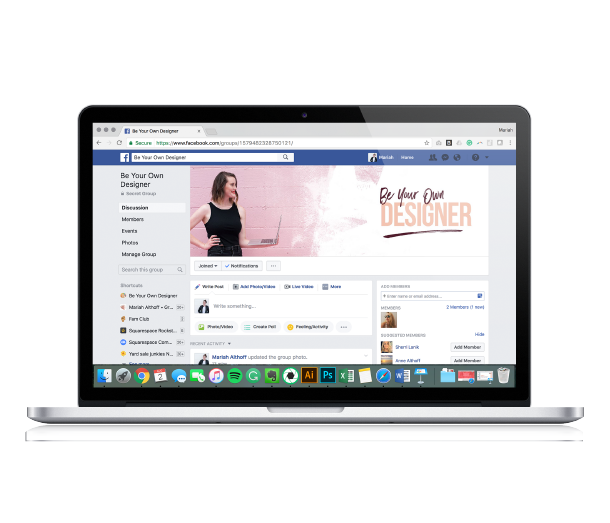 Be Your Own Designer
Mariah
Secure https://www.facebook.com/groups/1579482328750121/
Be Your Own Designer
Mariah Home
Be Your Own
Designer
Secret Group
Discussion
Members
Events
Photos
Manage Group
Search this group
Shortcuts
Be Your Own Designer
Mariah Althoff + Gr... 20+
Fam Club 2
Squarespace Rocket... 20+
Squarespace Com... 20+
Yard sale junkies N... 20+
Be Your Own
DESIGNER
Joined
Notifications
Write Post
Add Photo/Video
Live Video
More
Write something...
Photo/Video
Create Poll
Feeling/Activity
RECENT ACTIVITY
Mariah Althoff updated the group photo.
ADD MEMBERS
+ Enter name or email address...
MEMBERS
2 Members (1 new)
SUGGESTED MEMBERS
Hide
Sherri Lanik
Add Member
Anne Althoff
Add Member
2
Ai
Ps